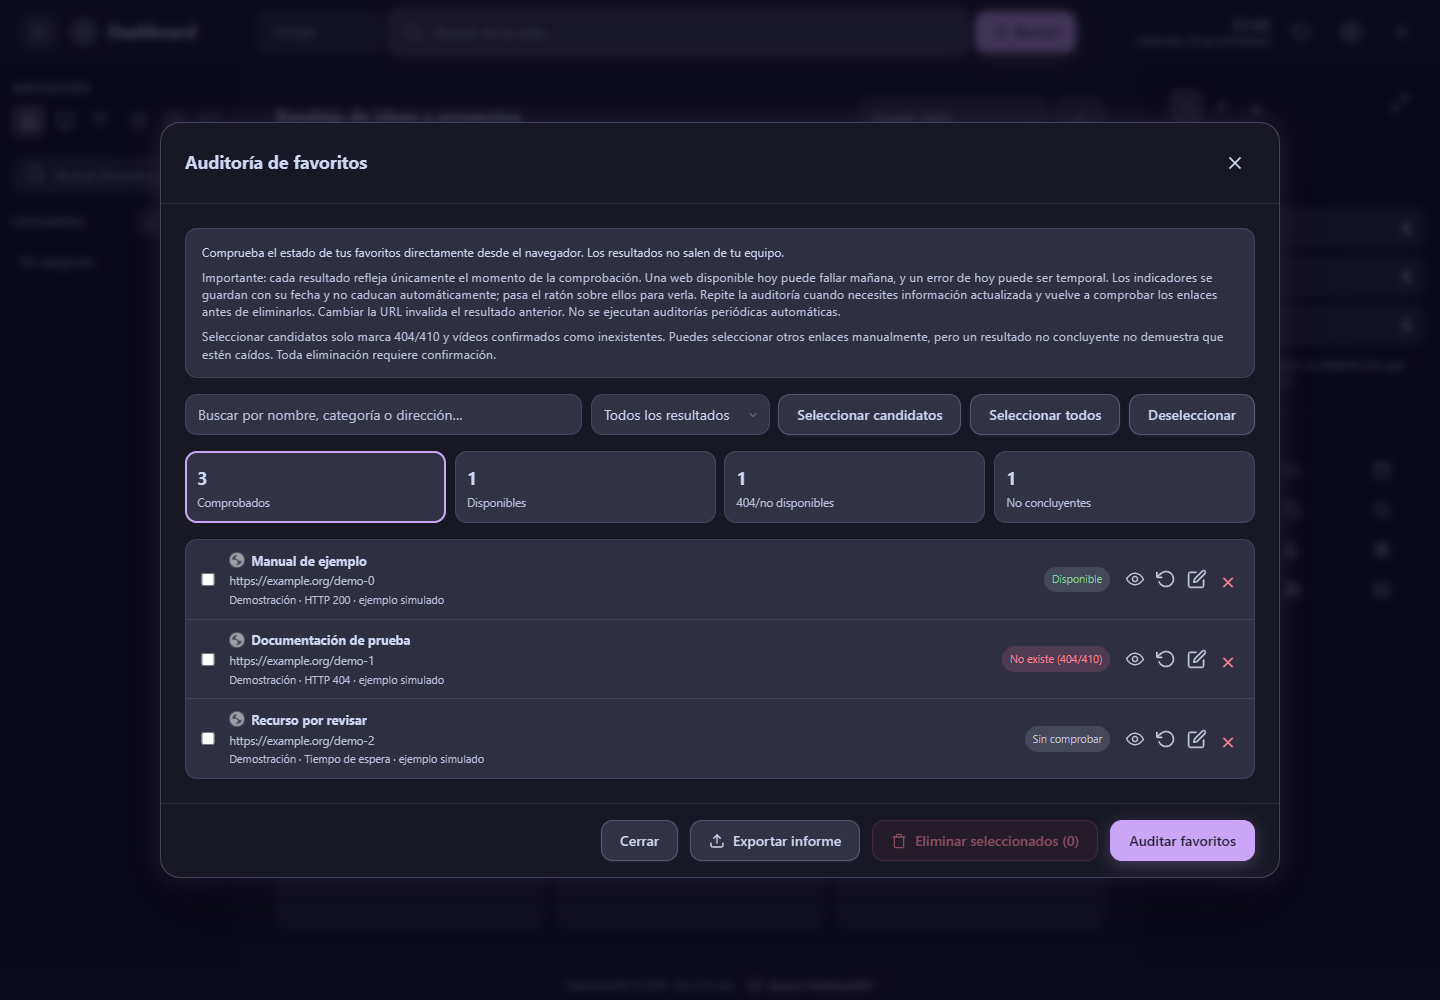 Dashboard
Auditoría de favoritos
Comprueba el estado de tus favoritos directamente desde el navegador. Los resultados no salen de tu equipo.
Importante: cada resultado refleja únicamente el momento de la comprobación. Una web disponible hoy puede fallar mañana, y un error de hoy puede ser temporal. Los indicadores se
guardan con su fecha y no caducan automáticamente; pasa el ratón sobre ellos para verla. Repite la auditoría cuando necesites información actualizada y vuelve a comprobar los enlaces
antes de eliminarlos. Cambiar la URL invalida el resultado anterior. No se ejecutan auditorías periódicas automáticas.
Seleccionar candidatos solo marca 404/410 y vídeos confirmados como inexistentes. Puedes seleccionar otros enlaces manualmente, pero un resultado no concluyente no demuestra que
estén caídos. Toda eliminación requiere confirmación.
Buscar por nombre, categoría o dirección...
Todos los resultados
Seleccionar candidatos
Seleccionar todos
Deseleccionar
3
Comprobados
1
Disponibles
1
404/no disponibles
1
No concluyentes
Manual de ejemplo
https://example.org/demo-0
Demostración · HTTP 200 · ejemplo simulado
Disponible
Documentación de prueba
https://example.org/demo-1
Demostración · HTTP 404 · ejemplo simulado
No existe (404/410)
Recurso por revisar
https://example.org/demo-2
Demostración · Tiempo de espera · ejemplo simulado
Sin comprobar
Cerrar
Exportar informe
Eliminar seleccionados (0)
Auditar favoritos